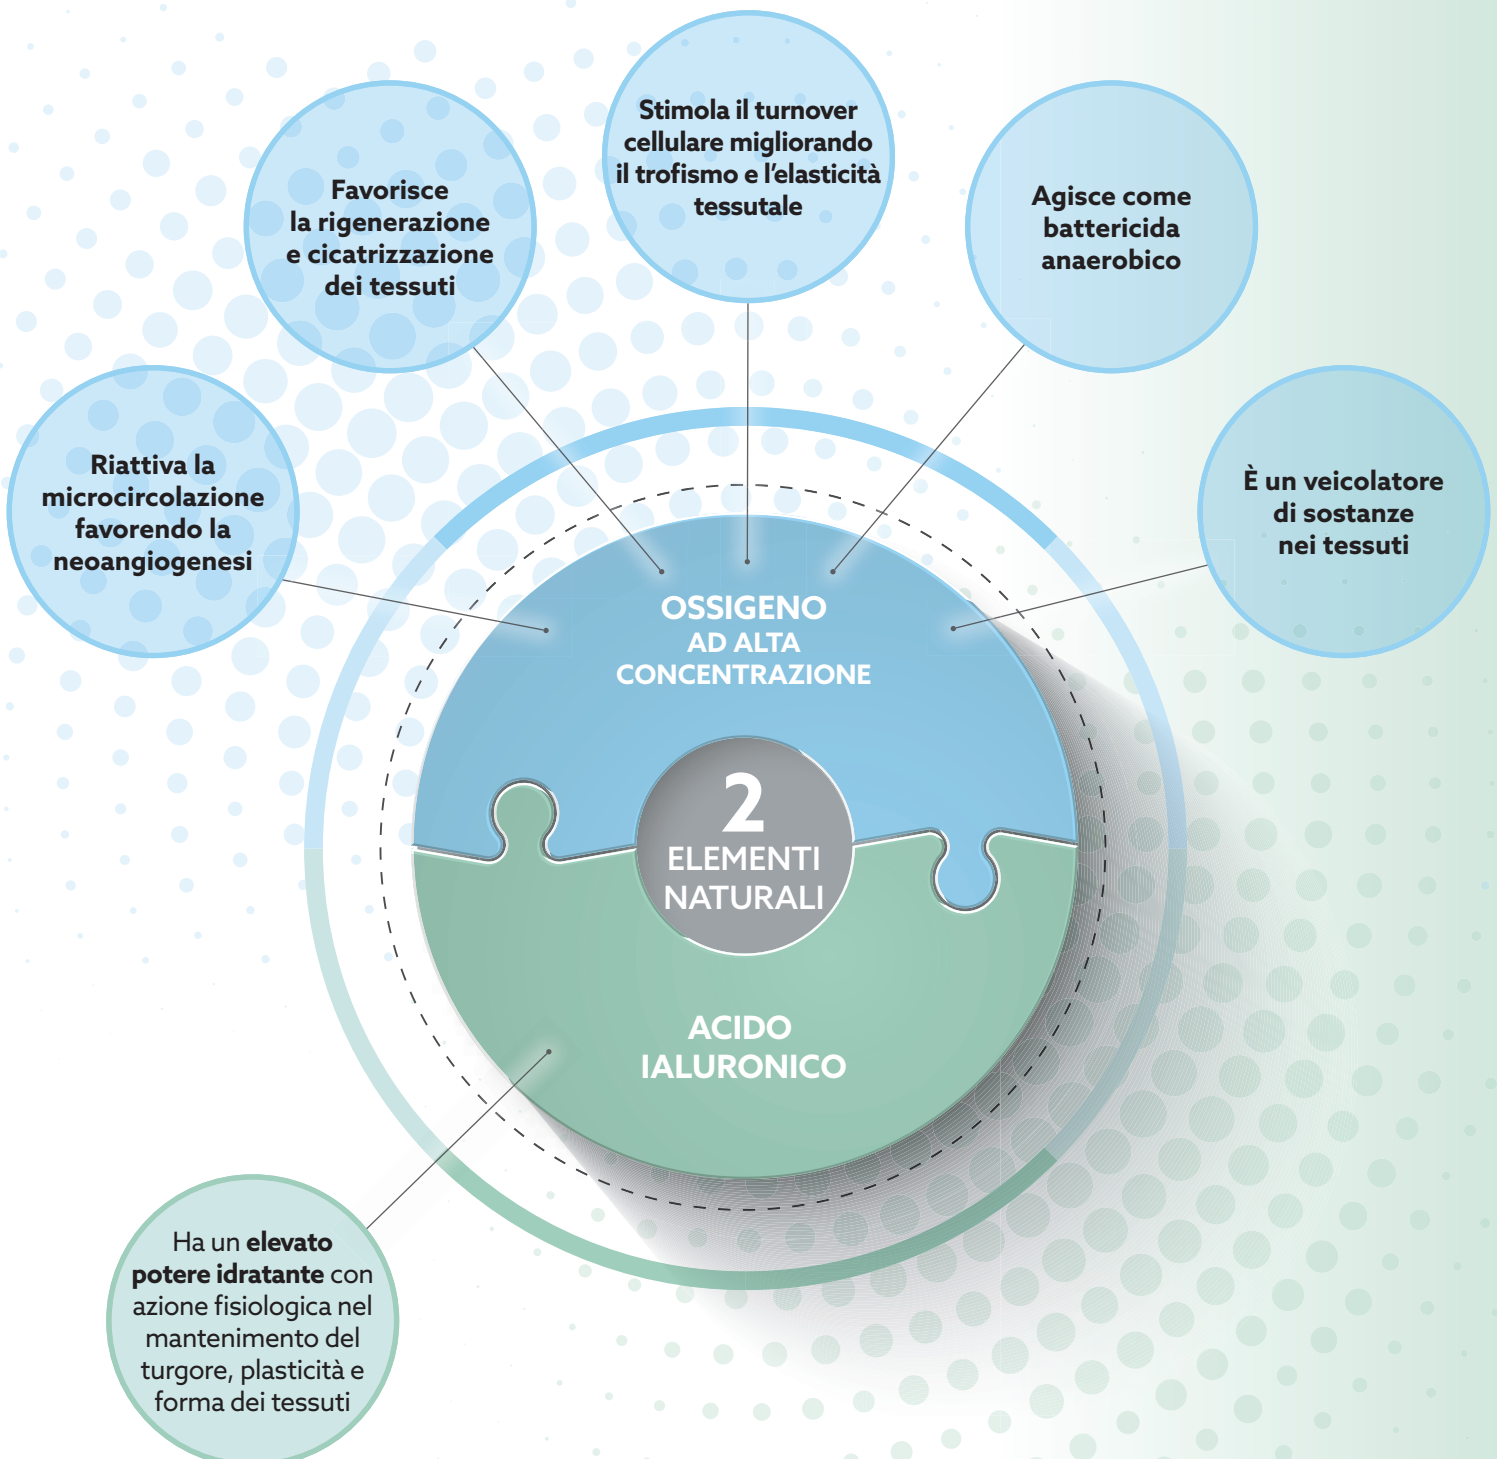 Stimola il turnover
cellulare migliorando
il trofismo e l’elasticità
tessutale
Favorisce
la rigenerazione
e cicatrizzazione
dei tessuti
Agisce come
battericida
anaerobico
Riattiva la
microcircolazione
favorendo la
neoangiogenesi
È un veicolatore
di sostanze
nei tessuti
OSSIGENO
AD ALTA
CONCENTRAZIONE
2
ELEMENTI
NATURALI
ACIDO
IALURONICO
Ha un elevato
potere idratante con
azione fisiologica nel
mantenimento del
turgore, plasticità e
forma dei tessuti